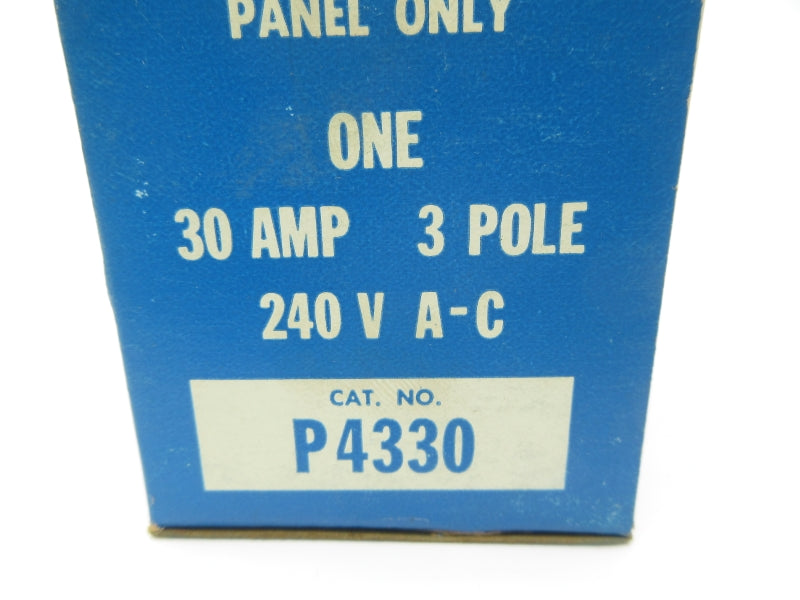 PANEL ONLY
ONE
30 AMP 3 POLE
240 V A-C
CAT. NO.
P4330